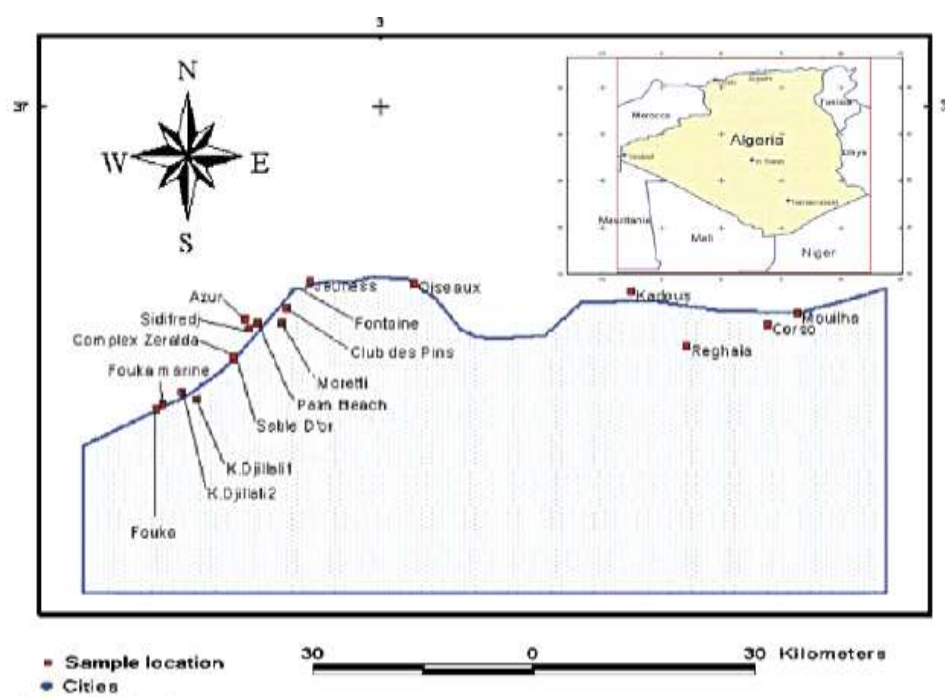 3
N
W E
S
Morocco
Tunisia
Algeria
Libya
Mauritania
Mali
Niger
Jeuness
Oiseaux
Azur
Sidifredj
Fontaine
Complex Zeralda
Club des Pins
Fouka marine
Moretti
Palm Beach
Sable D'or
K.Djillali1
K.Djillali2
Fouka
Kadous
Mouilha
Corso
Reghaia
30 0 30 Kilometers
Sample location
Cities